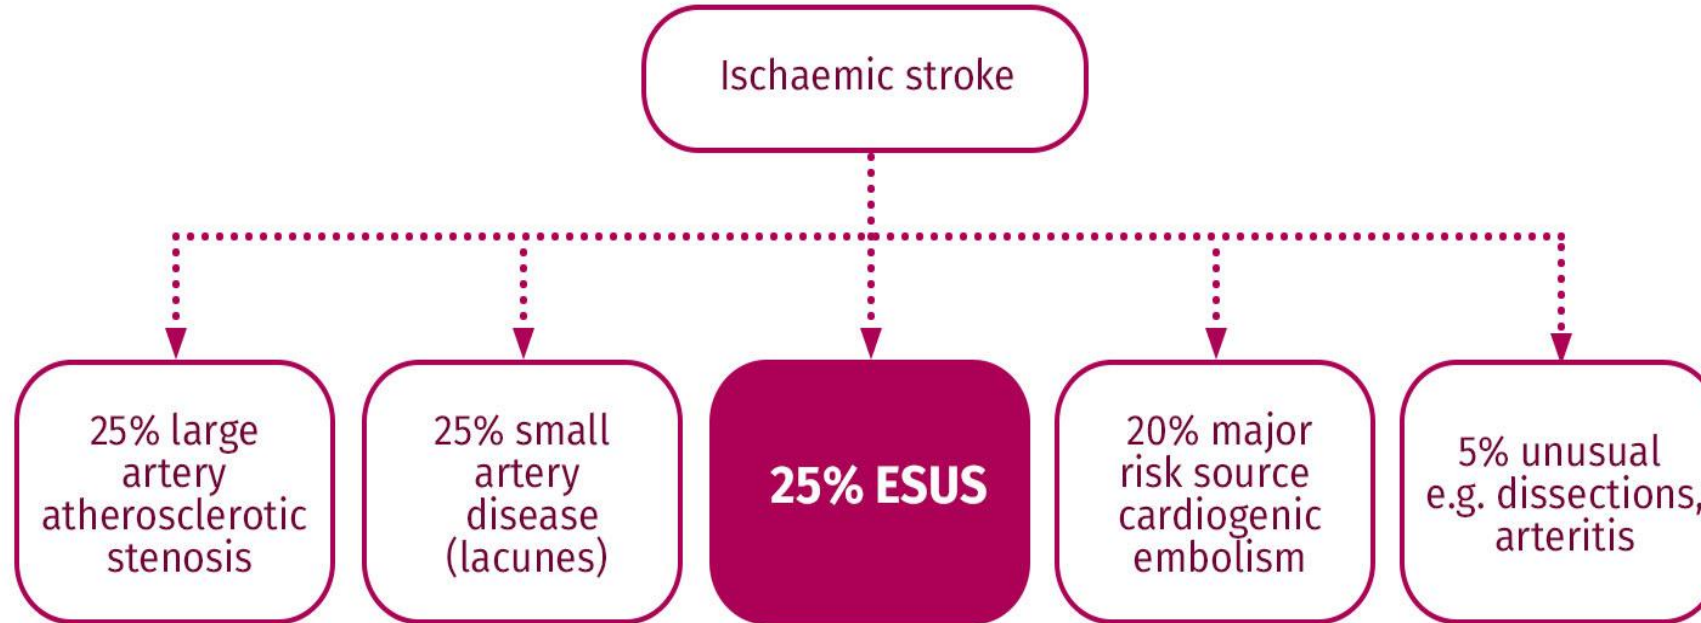 Ischaemic stroke
25% large
artery
atherosclerotic
stenosis
25% small
artery
disease
(lacunes)
25% ESUS
20% major
risk source
cardiogenic
embolism
5% unusual
e.g. dissections,
arteritis